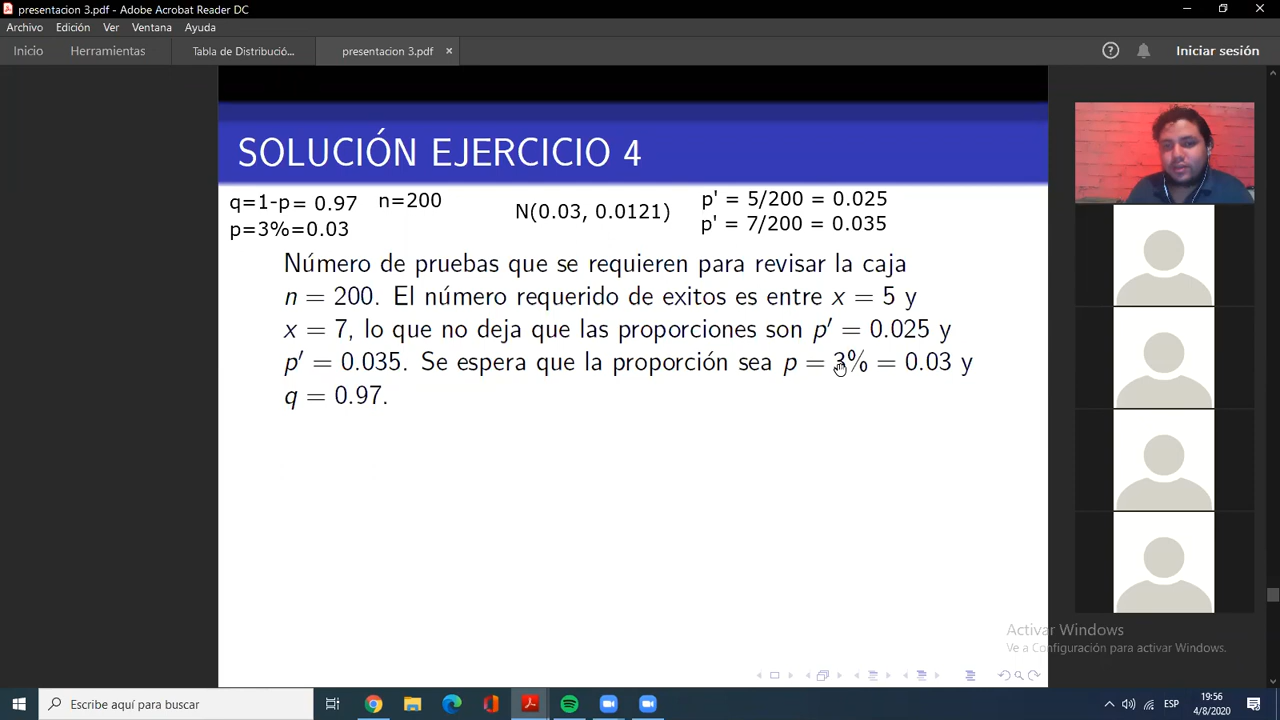 presentacion 3.pdf - Adobe Acrobat Reader DC
Archivo Edición Ver Ventana Ayuda
Inicio Herramientas Tabla de Distribució... presentacion 3.pdf × Iniciar sesión
SOLUCIÓN EJERCICIO 4
q=1-p= 0.97 n=200 N(0.03, 0.0121) p' = 5/200 = 0.025
p=3%=0.03 p' = 7/200 = 0.035
Número de pruebas que se requieren para revisar la caja
n = 200. El número requerido de exitos es entre x = 5 y
x = 7, lo que no deja que las proporciones son p′ = 0.025 y
p′ = 0.035. Se espera que la proporción sea p = 3% = 0.03 y
q = 0.97.
Activar Windows
Ve a Configuración para activar Windows.
Escribe aquí para buscar
ESP
19:56
4/8/2020